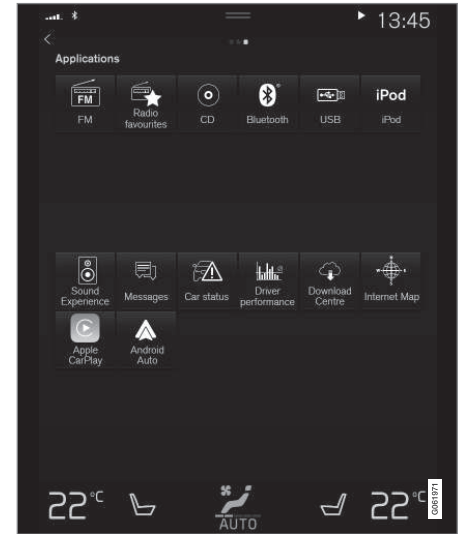 13:45
Applications
FM
FM
Radio
favourites
CD
Bluetooth
USB
iPod
iPod
Sound
Experience
Messages
Car status
Driver
performance
Download
Centre
Internet Map
Apple
CarPlay
Android
Auto
22°C
AUTO
22°C
G061971